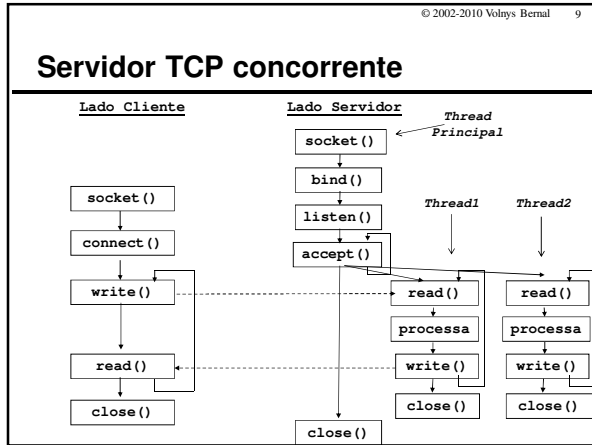 © 2002-2010 Volnys Bernal 9
Servidor TCP concorrente
Lado Cliente
socket()
connect()
write()
read()
close()
Lado Servidor
Thread
Principal
socket()
bind()
listen()
accept()
close()
Thread1
read()
processa
write()
close()
Thread2
read()
processa
write()
close()